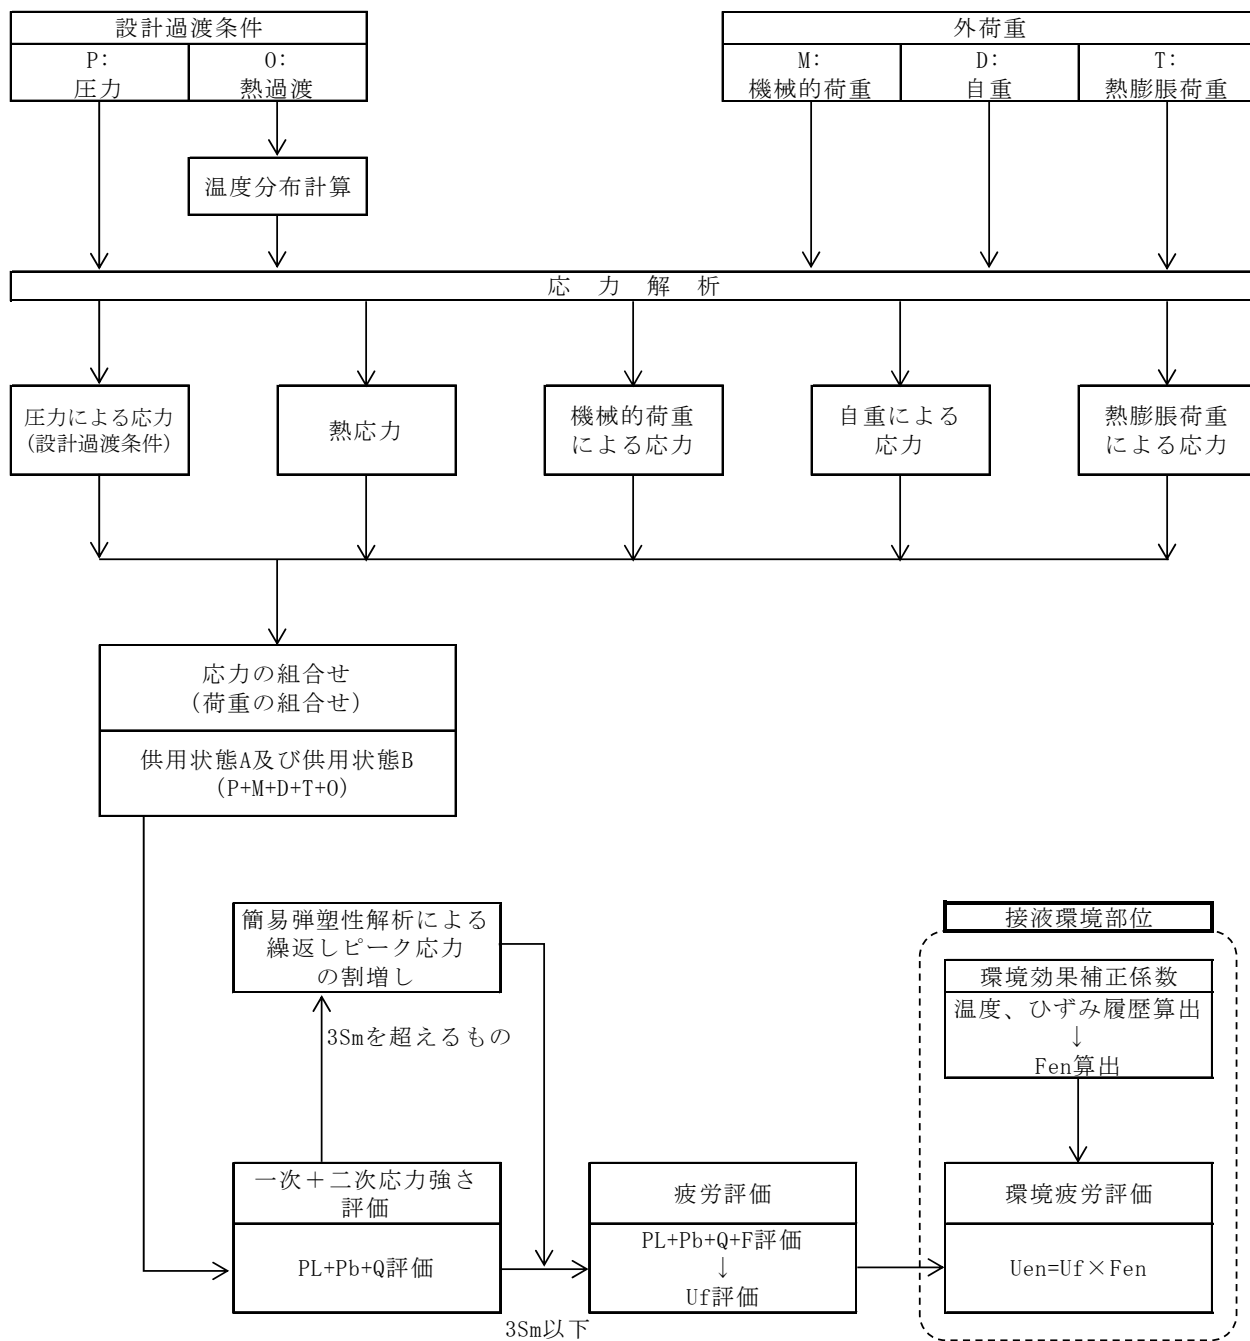 設計過渡条件
P:
圧力
O:
熱過渡
外荷重
M:
機械的荷重
D:
自重
T:
熱膨脹荷重
温度分布計算
応 力 解 析
圧力による応力
(設計過渡条件)
熱応力
機械的荷重
による応力
自重による
応力
熱膨脹荷重
による応力
応力の組合せ
(荷重の組合せ)
供用状態A及び供用状態B
(P+M+D+T+O)
簡易弾塑性解析による
繰返しピーク応力
の割増し
3Smを超えるもの
接液環境部位
環境効果補正係数
温度、ひずみ履歴算出
↓
Fen算出
一次＋二次応力強さ
評価
PL+Pb+Q評価
3Sm以下
疲労評価
PL+Pb+Q+F評価
↓
Uf評価
環境疲労評価
Uen=Uf×Fen